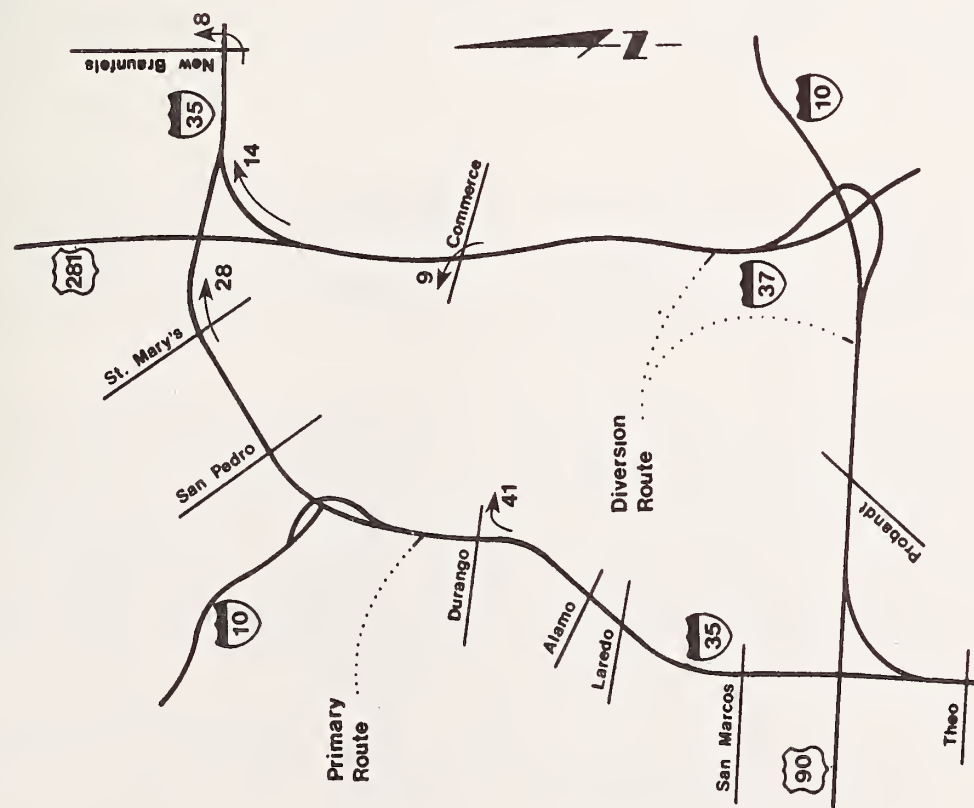 8
New Braunfels
35
14
281
28
St. Mary's
Commerce
9
N
10
San Pedro
37
10
41
Durango
Diversion
Route
Primary
Route
Alamo
Laredo
35
San Marcos
Probandt
90
Theo